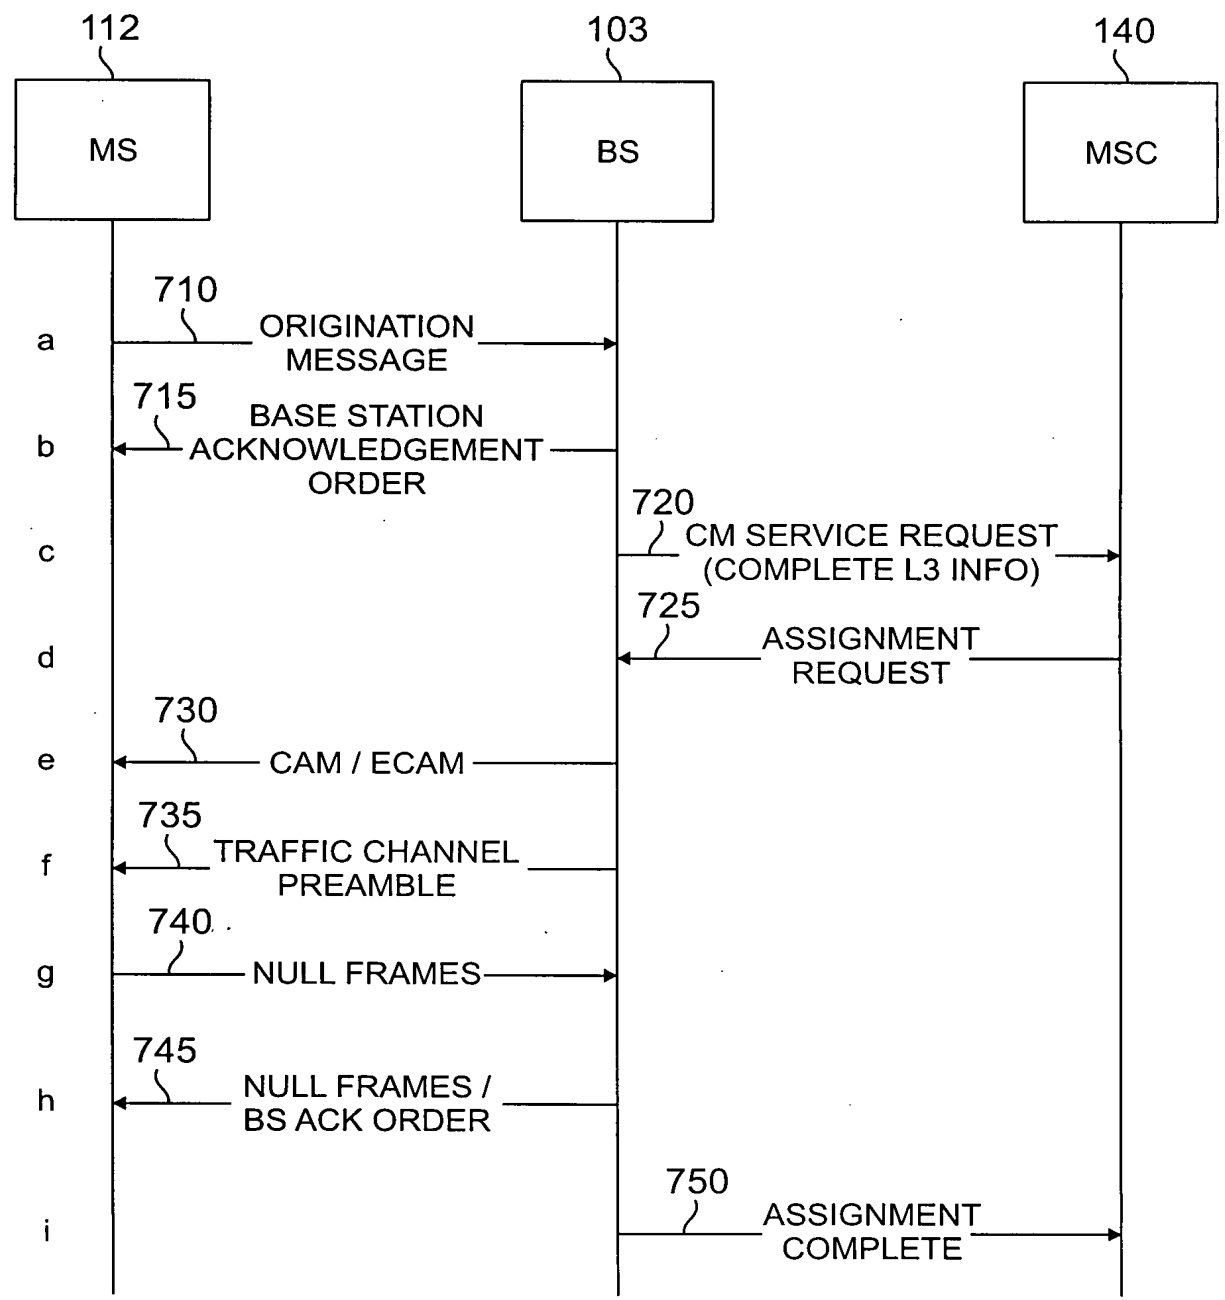 112
103
140
MS
BS
MSC
710
a
ORIGINATION
MESSAGE
715
b
BASE STATION
ACKNOWLEDGEMENT
ORDER
720
c
CM SERVICE REQUEST
(COMPLETE L3 INFO)
725
d
ASSIGNMENT
REQUEST
730
e
CAM / ECAM
735
f
TRAFFIC CHANNEL
PREAMBLE
740
g
NULL FRAMES
745
h
NULL FRAMES /
BS ACK ORDER
750
i
ASSIGNMENT
COMPLETE